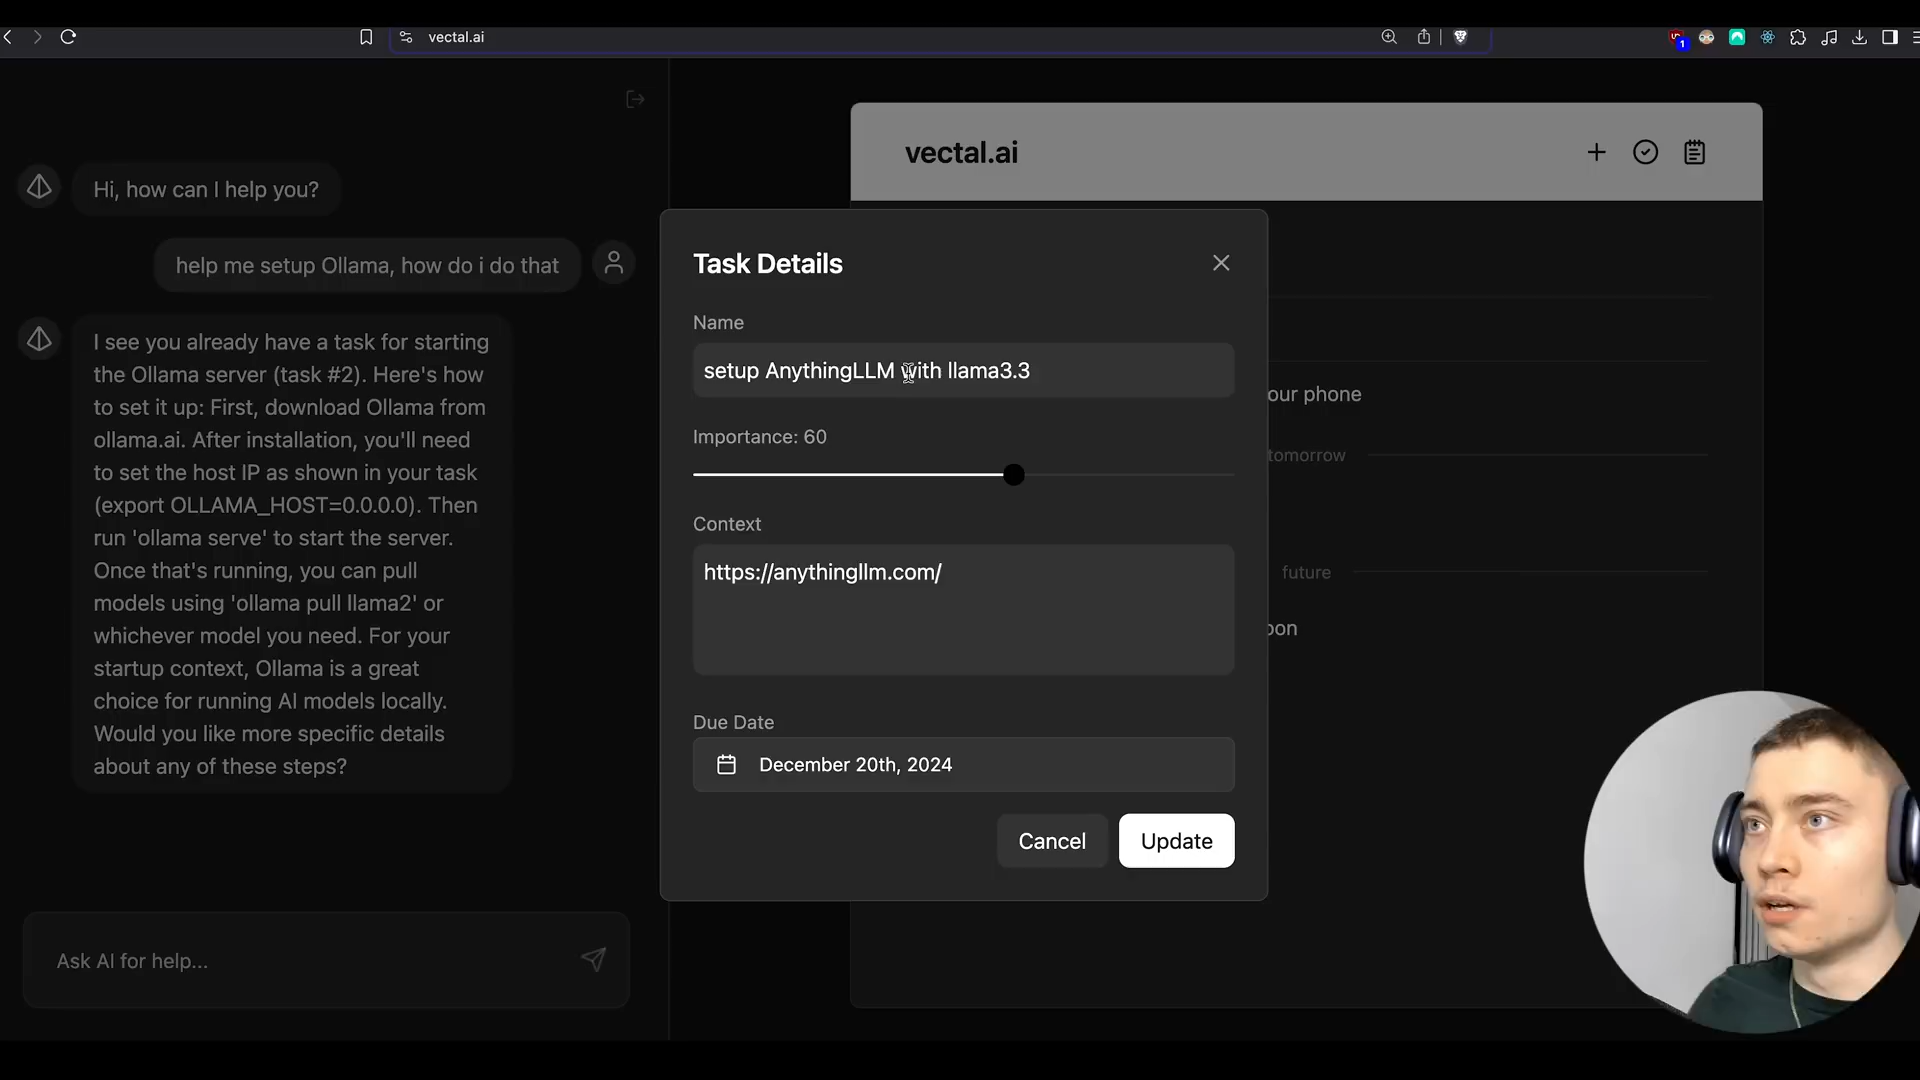 vectal.ai
1
vectal.ai
Hi, how can I help you?
help me setup Ollama, how do i do that
I see you already have a task for starting
the Ollama server (task #2). Here's how
to set it up: First, download Ollama from
ollama.ai. After installation, you'll need
to set the host IP as shown in your task
(export OLLAMA_HOST=0.0.0.0). Then
run 'ollama serve' to start the server.
Once that's running, you can pull
models using 'ollama pull llama2' or
whichever model you need. For your
startup context, Ollama is a great
choice for running AI models locally.
Would you like more specific details
about any of these steps?
Ask AI for help...
Task Details
Name
setup AnythingLLM with llama3.3
Importance: 60
Context
https://anythingllm.com/
Due Date
December 20th, 2024
Cancel
Update
our phone
tomorrow
future
oon